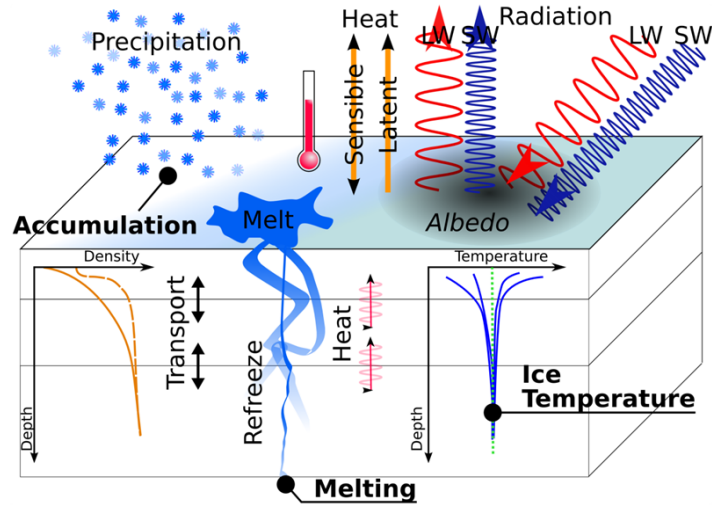 Precipitation
Heat
Radiation
LW SW
LW SW
Sensible
Latent
Accumulation
Melt
Albedo
Density
Temperature
Transport
Heat
Refreeze
Depth
Depth
Ice
Temperature
Melting